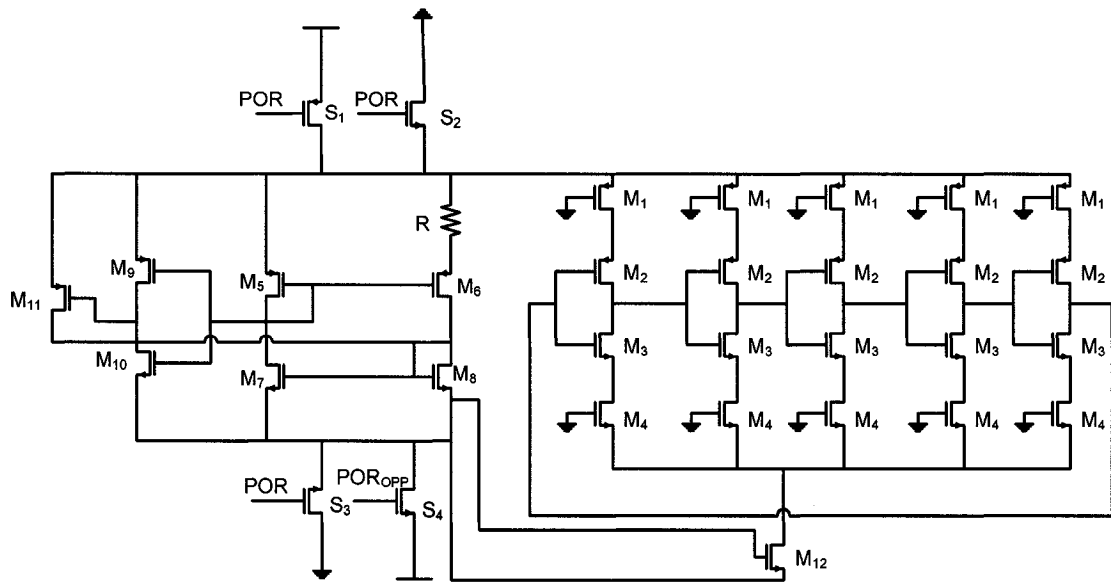 POR S₁ POR S₂
M₁ M₁ M₁ M₁ M₁
R
M₉ M₅ M₆ M₂ M₂ M₂ M₂ M₂
M₁₁
M₁₀ M₇ M₈ M₃ M₃ M₃ M₃ M₃
M₄ M₄ M₄ M₄ M₄
POR S₃ POR_OPP S₄
M₁₂